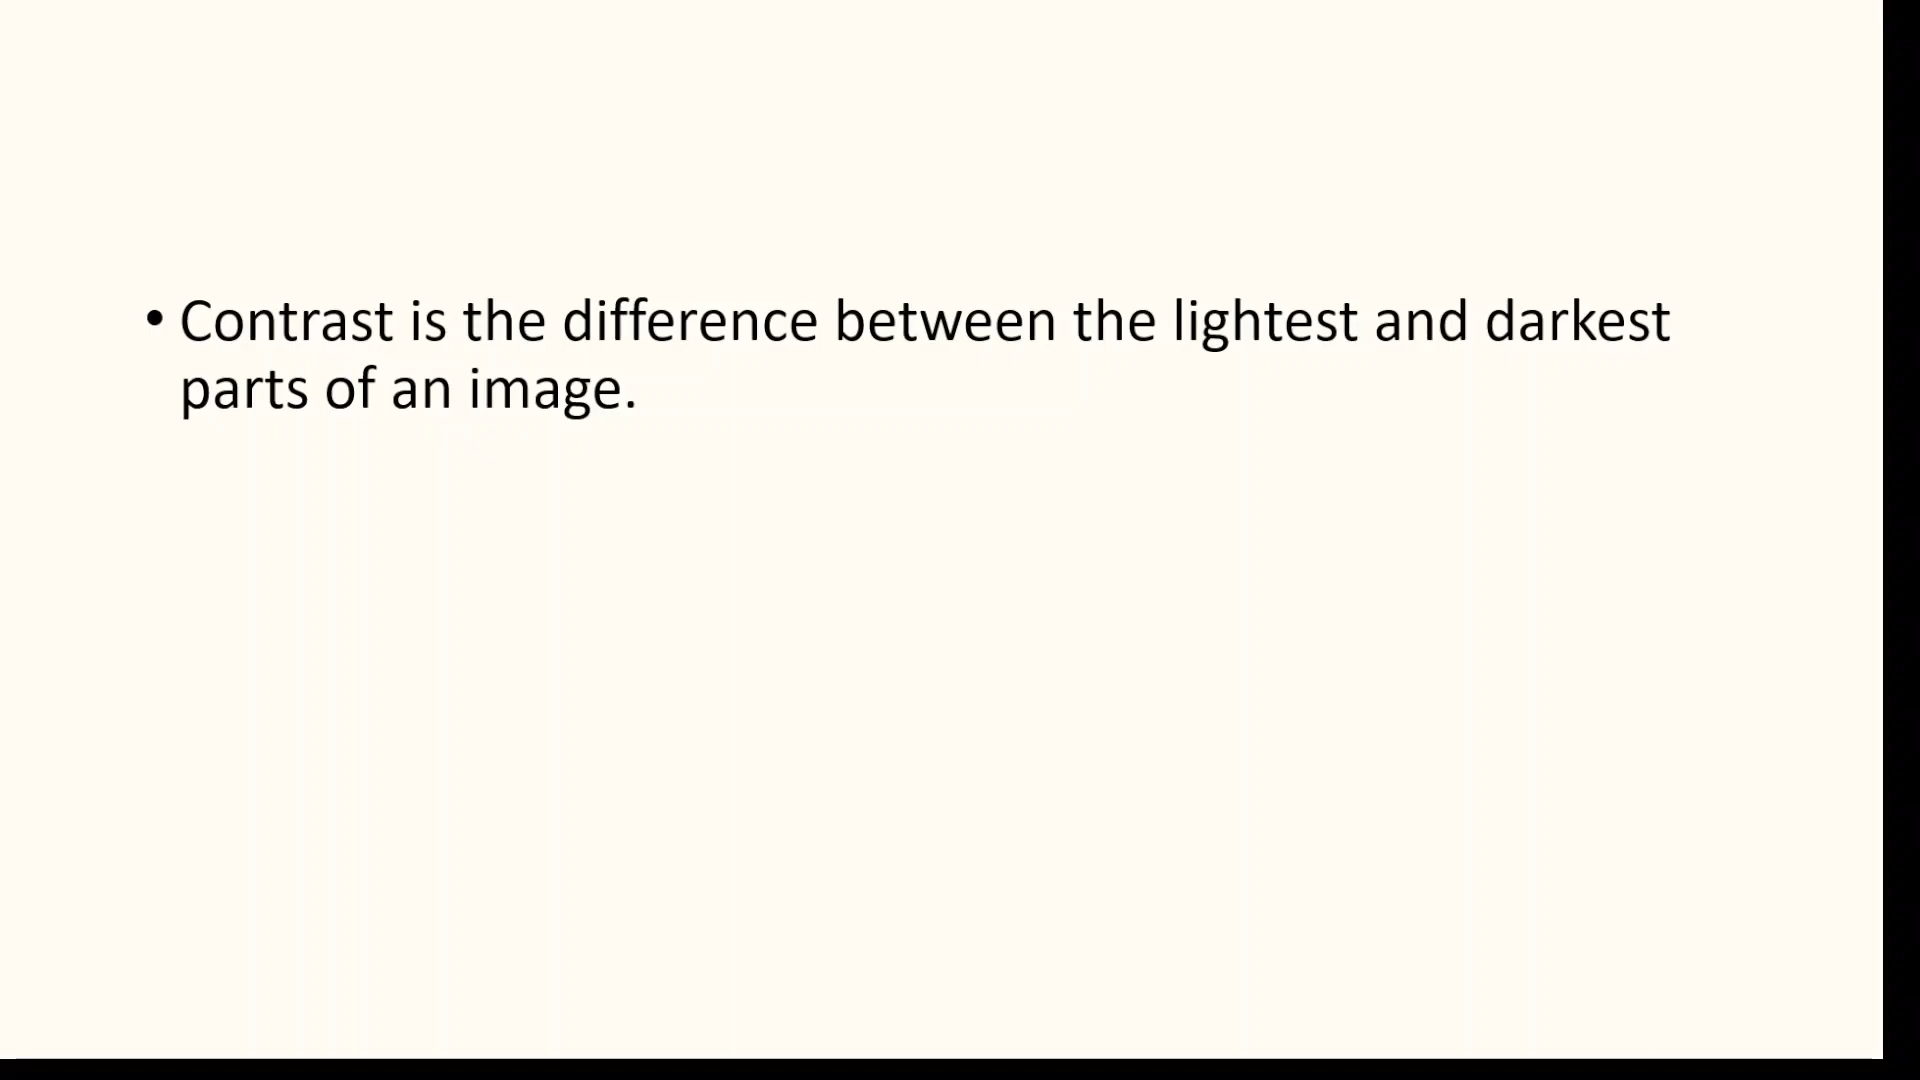 • Contrast is the difference between the lightest and darkest
parts of an image.